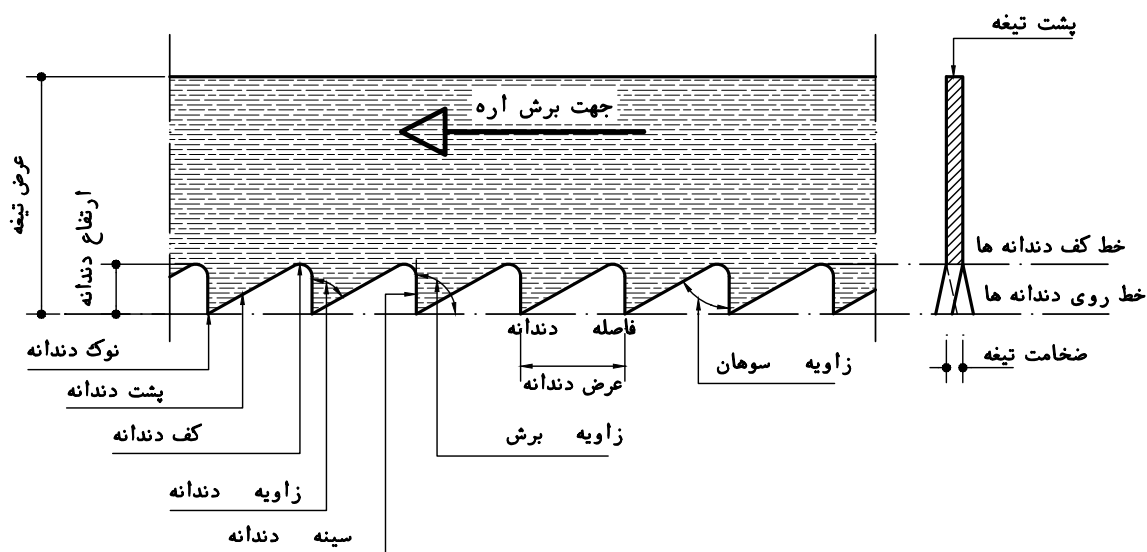 پشت تیغه
جهت برش اره
عرض تیغه
ارتفاع دندانه
خط کف دندانه ها
خط روی دندانه ها
فاصله دندانه
نوک دندانه
ضخامت تیغه
زاویه سوهان
عرض دندانه
پشت دندانه
کف دندانه
زاویه برش
زاویه دندانه
سینه دندانه